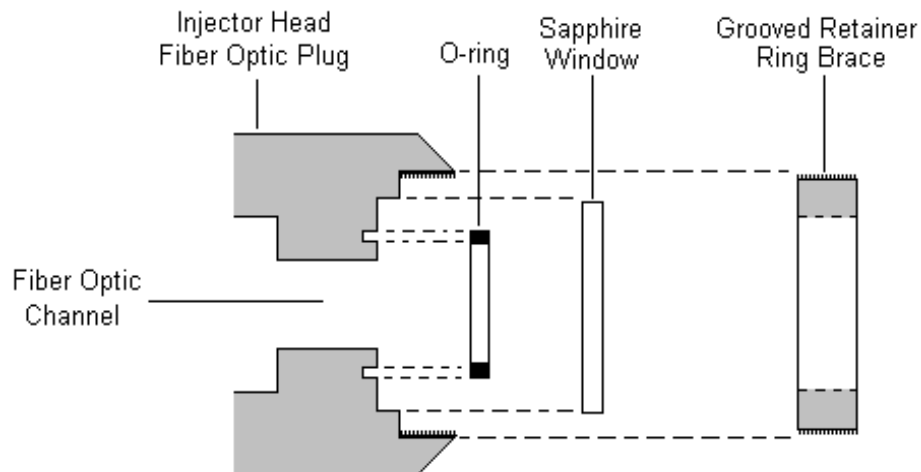 Injector Head
Fiber Optic Plug
O-ring
Sapphire
Window
Grooved Retainer
Ring Brace
Fiber Optic
Channel